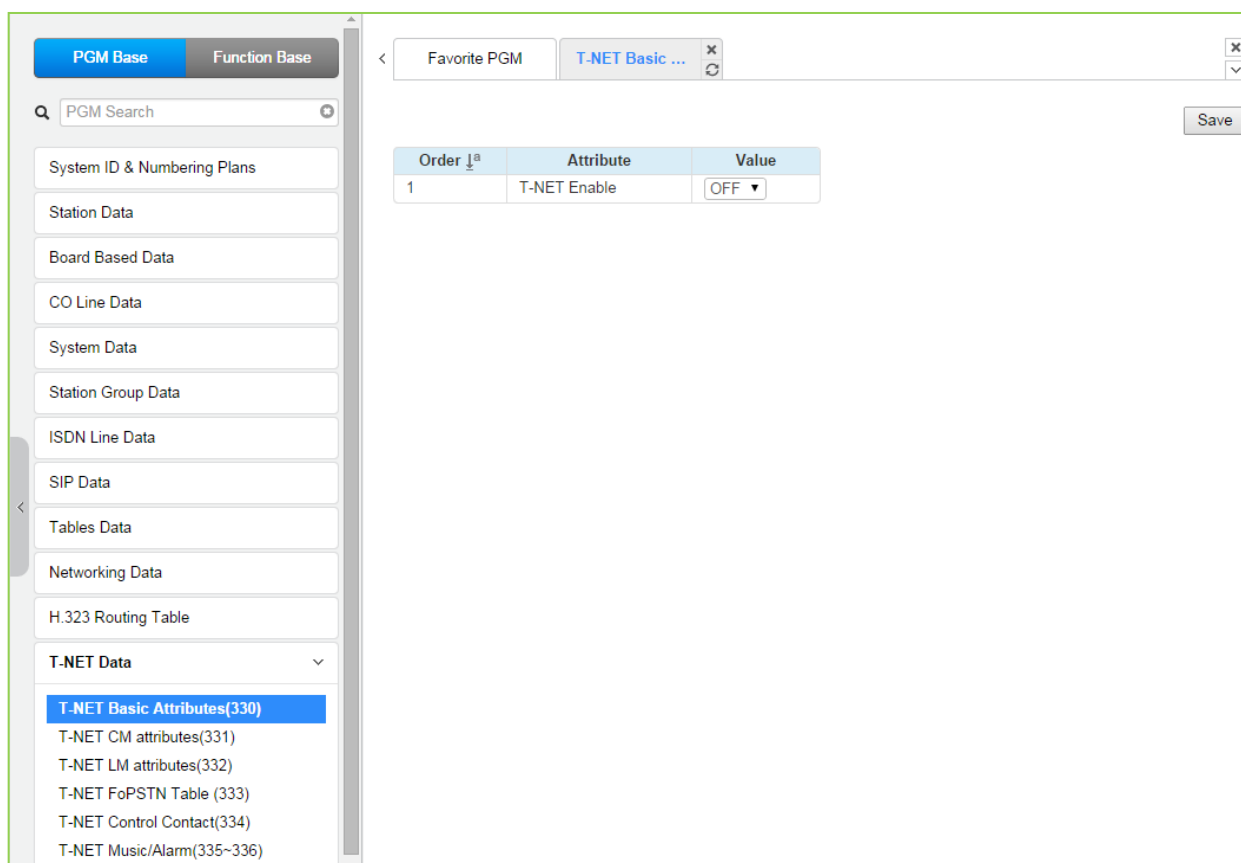 PGM Base Function Base
PGM Search
System ID & Numbering Plans
Station Data
Board Based Data
CO Line Data
System Data
Station Group Data
ISDN Line Data
SIP Data
Tables Data
Networking Data
H.323 Routing Table
T-NET Data
T-NET Basic Attributes(330)
T-NET CM attributes(331)
T-NET LM attributes(332)
T-NET FoPSTN Table (333)
T-NET Control Contact(334)
T-NET Music/Alarm(335~336)
Favorite PGM T-NET Basic ...
Save
Order Attribute Value
1 T-NET Enable OFF